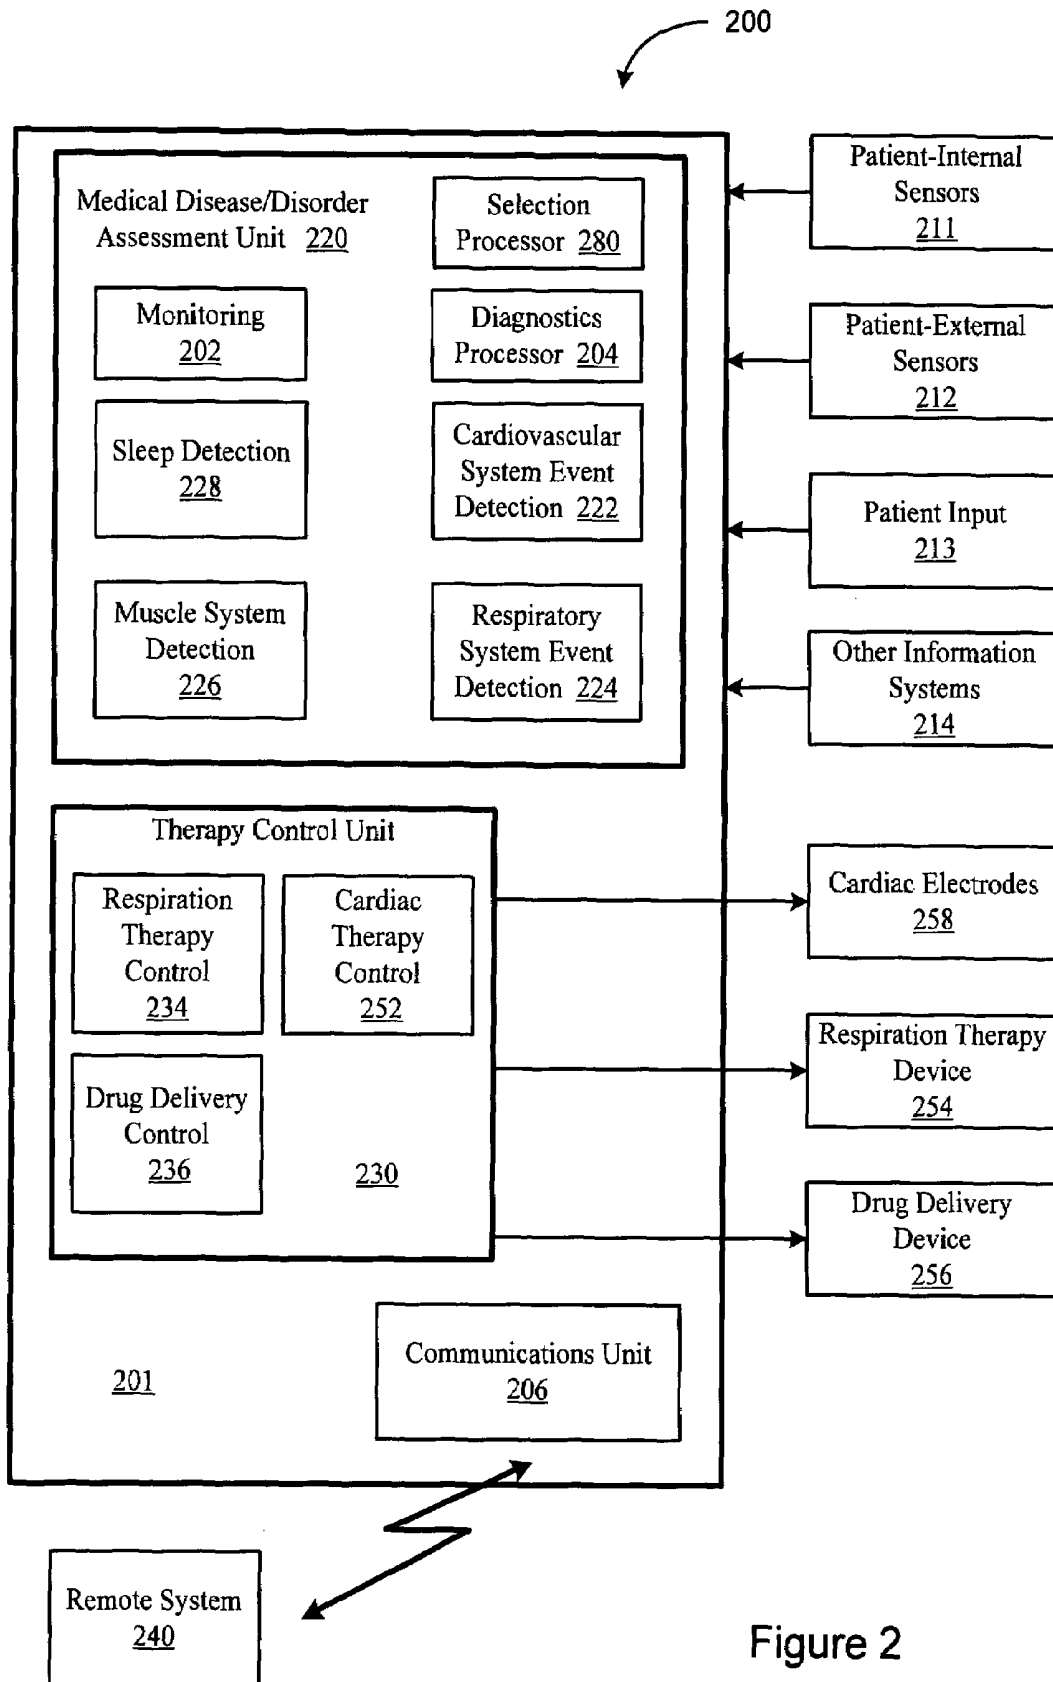 200
Medical Disease/Disorder
Assessment Unit 220
Selection
Processor 280
Monitoring
202
Diagnostics
Processor 204
Sleep Detection
228
Cardiovascular
System Event
Detection 222
Muscle System
Detection
226
Respiratory
System Event
Detection 224
Patient-Internal
Sensors
211
Patient-External
Sensors
212
Patient Input
213
Other Information
Systems
214
Therapy Control Unit
Respiration
Therapy
Control
234
Cardiac
Therapy
Control
252
Drug Delivery
Control
236
230
Cardiac Electrodes
258
Respiration Therapy
Device
254
Drug Delivery
Device
256
201
Communications Unit
206
Remote System
240
Figure 2